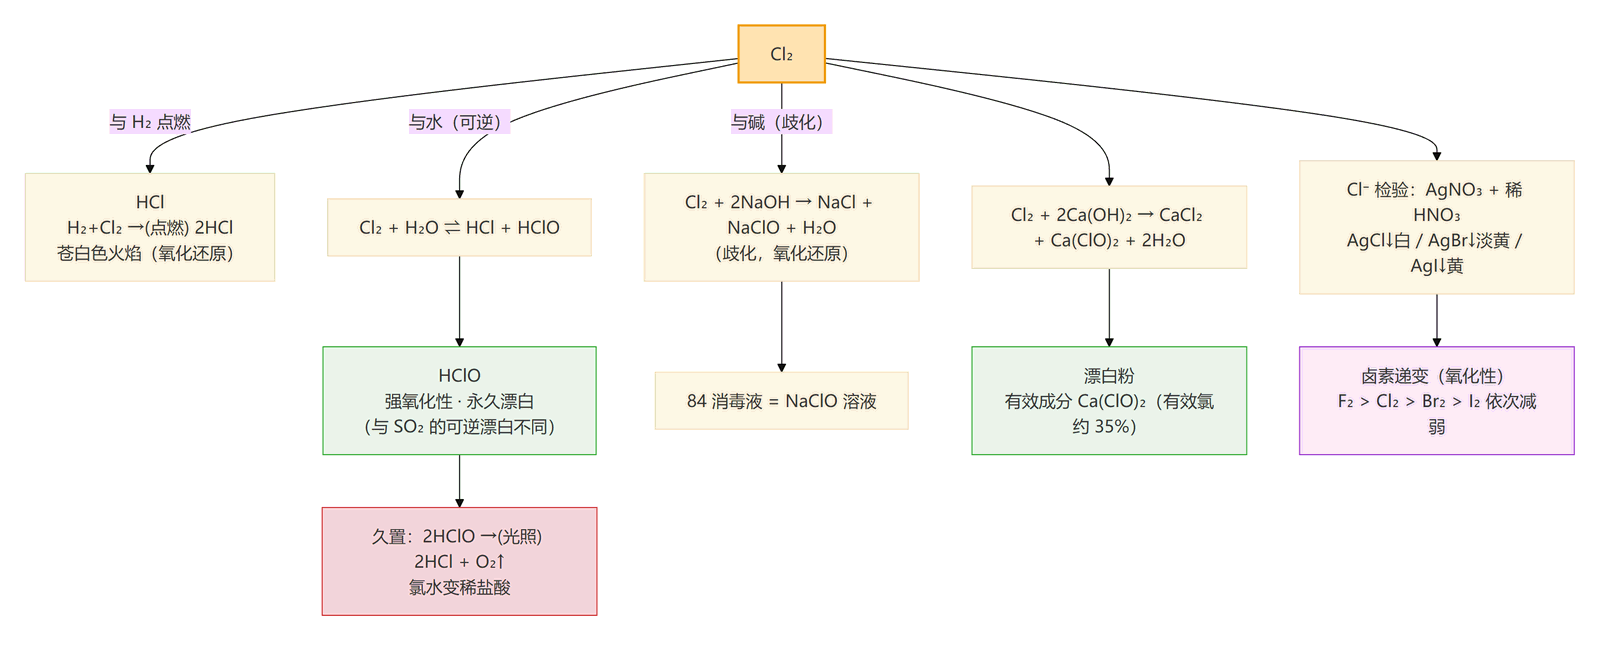 Cl₂
与 H₂ 点燃
与水（可逆）
与碱（歧化）
HCl
H₂+Cl₂ →(点燃) 2HCl
苍白色火焰（氧化还原）
Cl₂ + H₂O ⇌ HCl + HClO
Cl₂ + 2NaOH → NaCl +
NaClO + H₂O
（歧化，氧化还原）
Cl₂ + 2Ca(OH)₂ → CaCl₂
+ Ca(ClO)₂ + 2H₂O
Cl⁻ 检验：AgNO₃ + 稀
HNO₃
AgCl↓白 / AgBr↓淡黄 /
AgI↓黄
HClO
强氧化性 · 永久漂白
（与 SO₂ 的可逆漂白不同）
84 消毒液 = NaClO 溶液
漂白粉
有效成分 Ca(ClO)₂（有效氯
约 35%）
卤素递变（氧化性）
F₂ > Cl₂ > Br₂ > I₂ 依次减
弱
久置：2HClO →(光照)
2HCl + O₂↑
氯水变稀盐酸